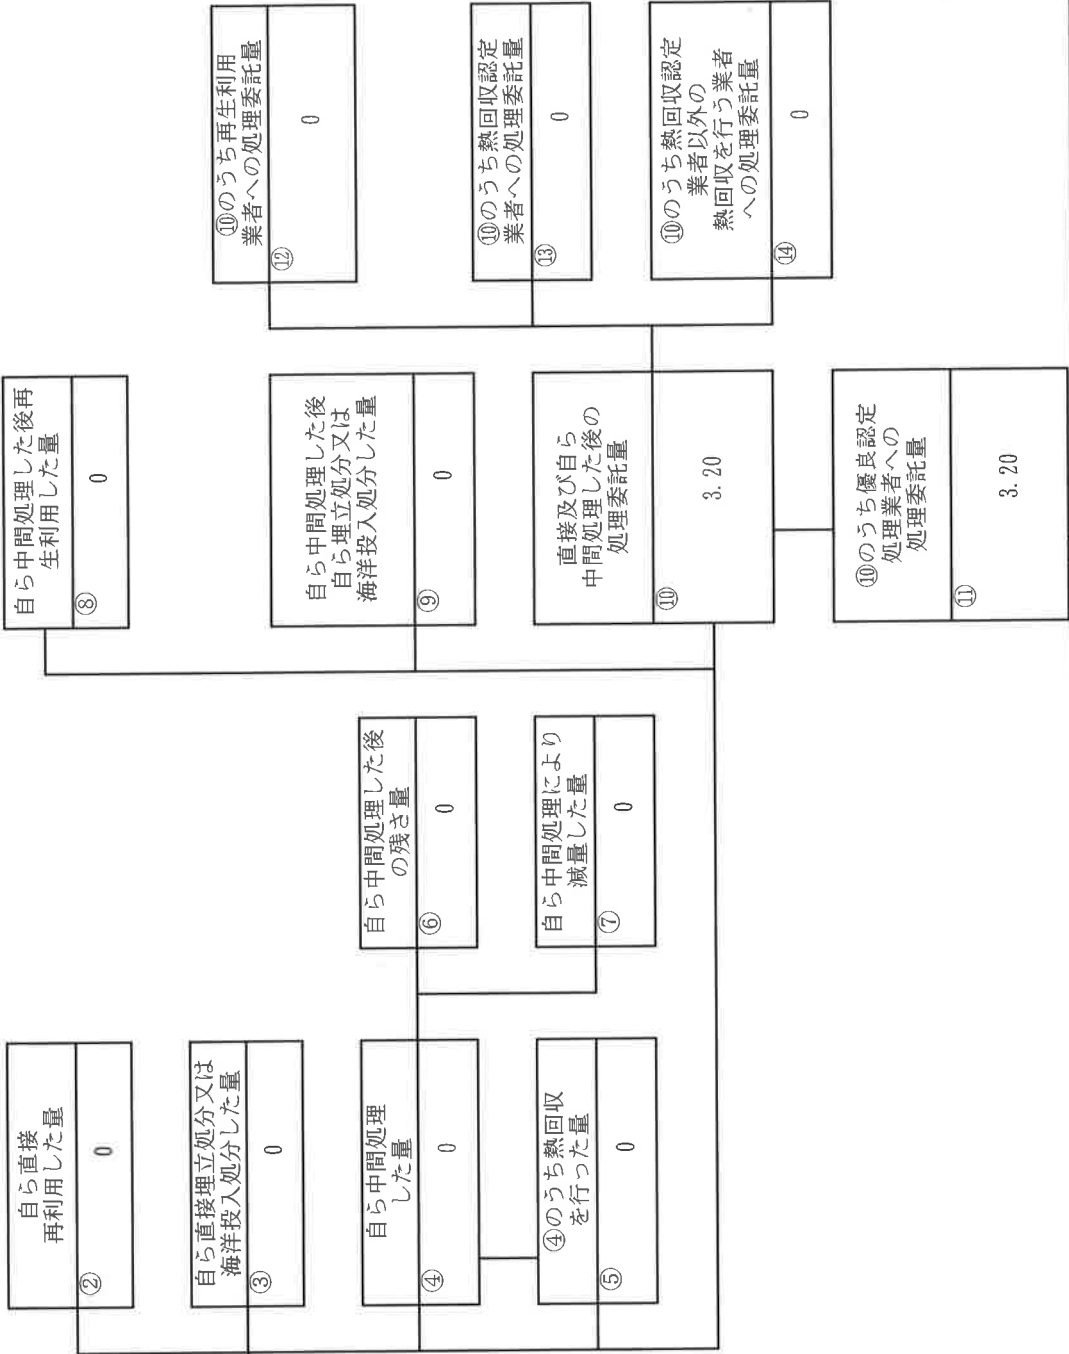 自ら直接
再利用した量
②
0
自ら直接埋立処分又は
海洋投入処分した量
③
0
自ら中間処理
した量
④
0
④のうち熱回収
を行った量
⑤
0
自ら中間処理した後
の残さ量
⑥
0
自ら中間処理により
減量した量
⑦
0
自ら中間処理した後再
生利用した量
⑧
0
自ら中間処理した後
自ら埋立処分又は
海洋投入処分した量
⑨
0
直接及び自ら
中間処理した後の
処理委託量
⑩
3.20
⑩のうち優良認定
処理業者への
処理委託量
⑪
3.20
⑩のうち再生利用
業者への処理委託量
⑫
0
⑩のうち熱回収認定
業者への処理委託量
⑬
0
⑩のうち熱回収認定
業者以外の
熱回収を行う業者
への処理委託量
⑭
0